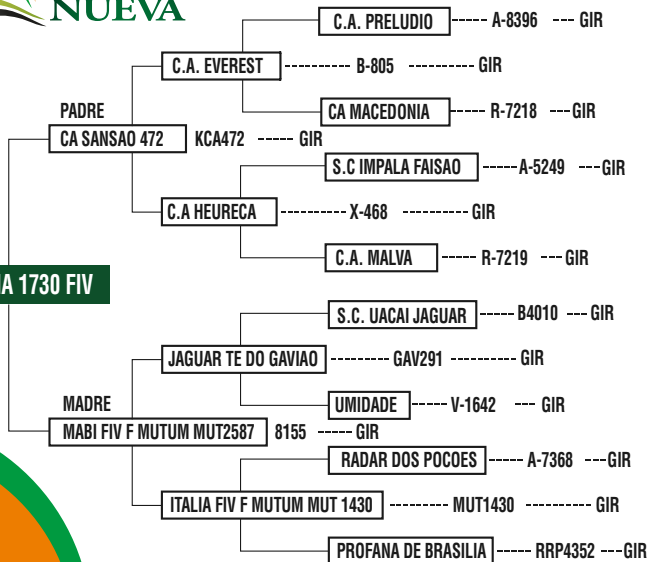 NUEVA
C.A. PRELUDIO ----- A-8396 --- GIR
C.A. EVEREST ---------- B-805 ---------- GIR
CA MACEDONIA ----- R-7218 --- GIR
PADRE
CA SANSAO 472 KCA472 ----- GIR
S.C IMPALA FAISAO -----A-5249 ---GIR
C.A HEURECA ---------- X-468 ---------- GIR
C.A. MALVA ----- R-7219 --- GIR
1730 FIV
S.C. UACAI JAGUAR ----- B4010 --- GIR
JAGUAR TE DO GAVIAO --------- GAV291 ---------- GIR
UMIDADE ----- V-1642 --- GIR
MADRE
MABI FIV F MUTUM MUT2587 8155 ----- GIR
RADAR DOS POCOES ----- A-7368 ---GIR
ITALIA FIV F MUTUM MUT 1430 --------- MUT1430 ---------- GIR
PROFANA DE BRASILIA ----- RRP4352 ---GIR